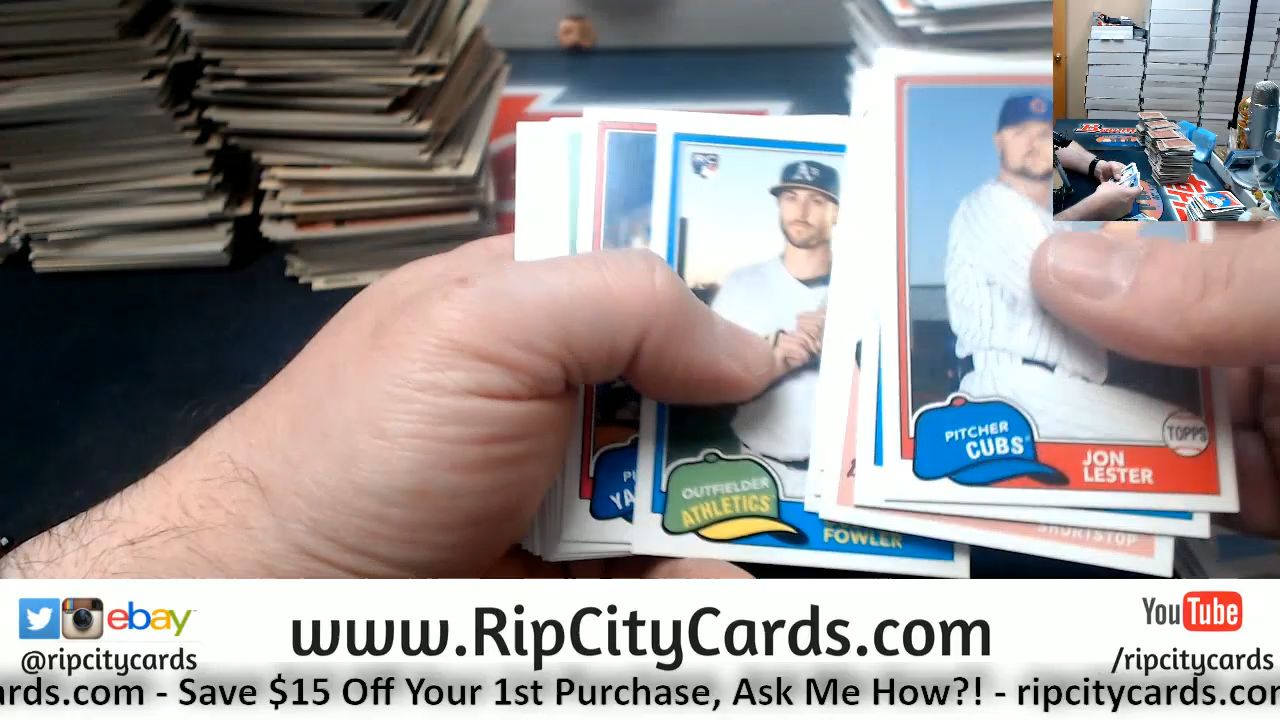 RC
A's
C
PITCHER
CUBS
JON
LESTER
TOPPS
OUTFIELDER
ATHLETICS
FOWLER
SHORTSTOP
ebay
@ripcitycards
www.RipCityCards.com
YouTube
/ripcitycards
ards.com - Save $15 Off Your 1st Purchase, Ask Me How?! - ripcitycards.com